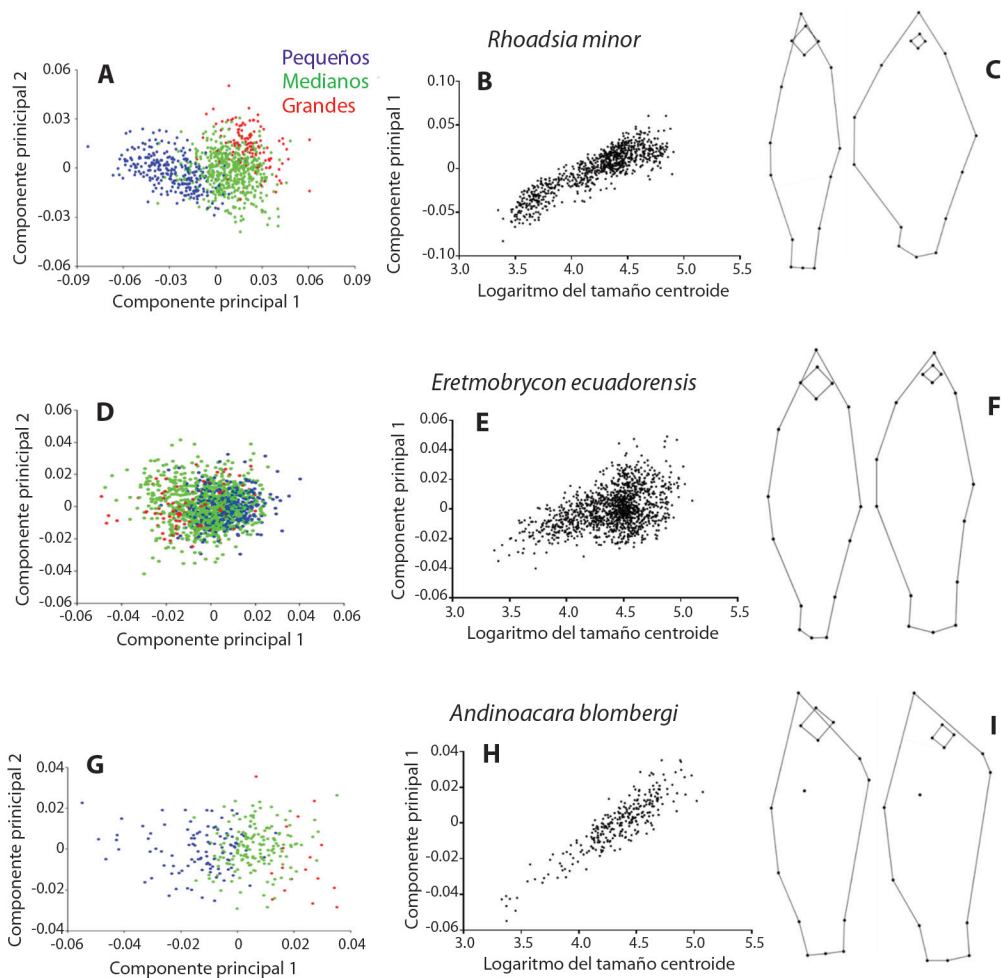 Rhoadsia minor
A
Pequeños
Medianos
Grandes
Componente prinicipal 2
0.06
0.03
0
-0.03
-0.06
-0.09 -0.06 -0.03 0 0.03 0.06 0.09
Componente principal 1
B
Componente prinipal 1
0.10
0.05
0
-0.05
-0.10
3.0 3.5 4.0 4.5 5.0 5.5
Logaritmo del tamaño centroide
C
Eretmobrycon ecuadorensis
D
Componente prinicipal 2
0.06
0.04
0.02
0
-0.02
-0.04
-0.06
-0.06 -0.04 -0.02 0 0.02 0.04 0.06
Componente principal 1
E
Componente prinipal 1
0.06
0.04
0.02
0
-0.02
-0.04
-0.06
3.0 3.5 4.0 4.5 5.0 5.5
Logaritmo del tamaño centroide
F
Andinoacara blombergi
G
Componente prinicipal 2
0.04
0.02
0
-0.02
-0.04
-0.06 -0.04 -0.02 0 0.02 0.04
Componente principal 1
H
Componente prinipal 1
0.04
0.02
0
-0.02
-0.04
-0.06
3.0 3.5 4.0 4.5 5.0 5.5
Logaritmo del tamaño centroide
I